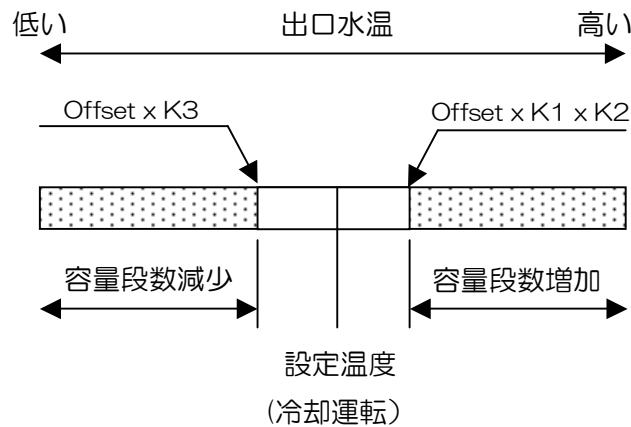 低い 出口水温 高い
Offset x K3 Offset x K1 x K2
容量段数減少 容量段数増加
設定温度
(冷却運転)